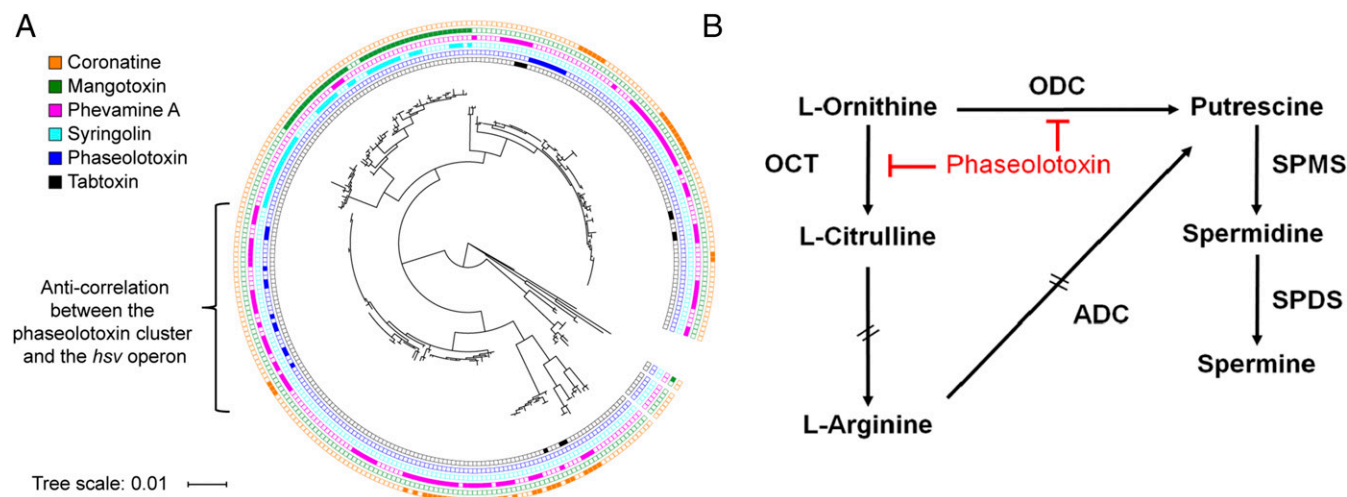 A
Coronatine
Mangotoxin
Phevamine A
Syringolin
Phaseolotoxin
Tabtoxin
Anti-correlation
between the
phaseolotoxin cluster
and the hsv operon
Tree scale: 0.01
B
ODC
L-Ornithine
Putrescine
OCT
Phaseolotoxin
SPMS
L-Citrulline
Spermidine
ADC
SPDS
Spermine
L-Arginine